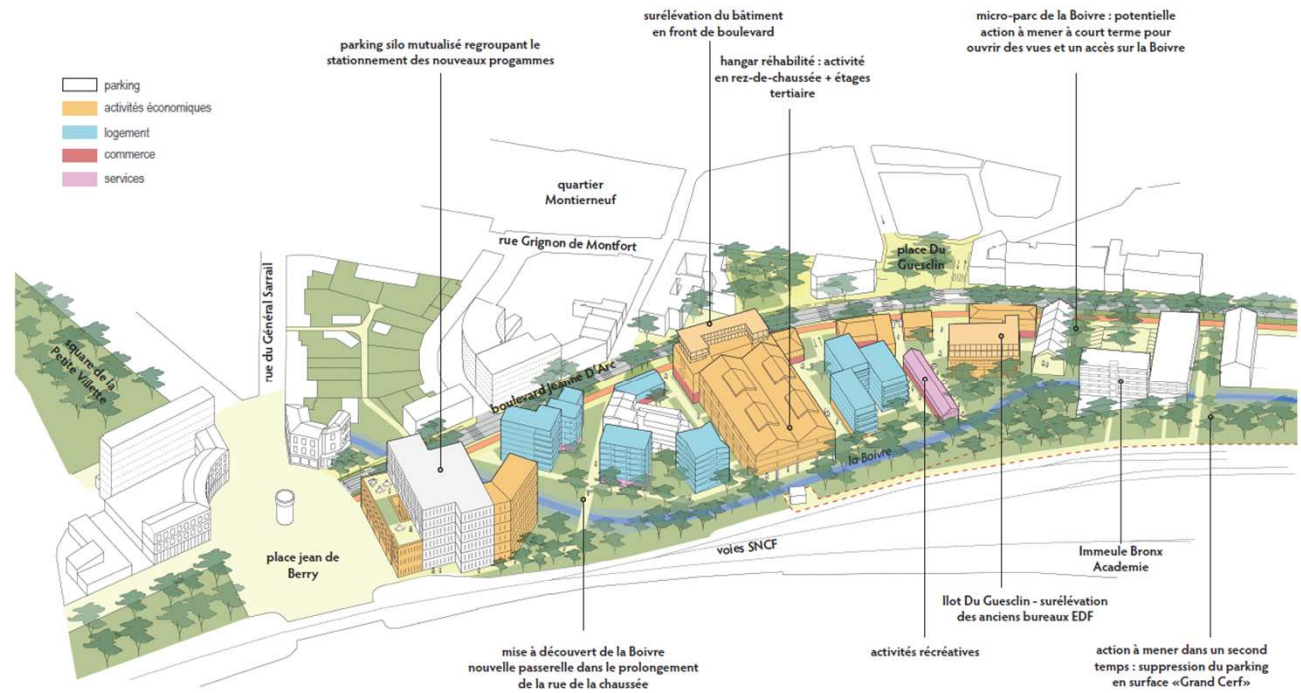 surélévation du bâtiment
en front de boulevard
micro-parc de la Boivre : potentielle
action à mener à court terme pour
ouvrir des vues et un accès sur la Boivre
parking silo mutualisé regroupant le
stationnement des nouveaux progammes
hangar réhabilité : activité
en rez-de-chaussée + étages
tertiaire
parking
activités économiques
logement
commerce
services
quartier
Montierneuf
rue Grignon de Montfort
place Du
Guesclin
rue du Général Sarrail
square de la
Petite Villette
boulevard Jeanne D'Arc
la Boivre
voies SNCF
place jean de
Berry
Immeule Bronx
Academie
Ilot Du Guesclin - surélévation
des anciens bureaux EDF
mise à découvert de la Boivre
nouvelle passerelle dans le prolongement
de la rue de la chaussée
activités récréatives
action à mener dans un second
temps : suppression du parking
en surface «Grand Cerf»